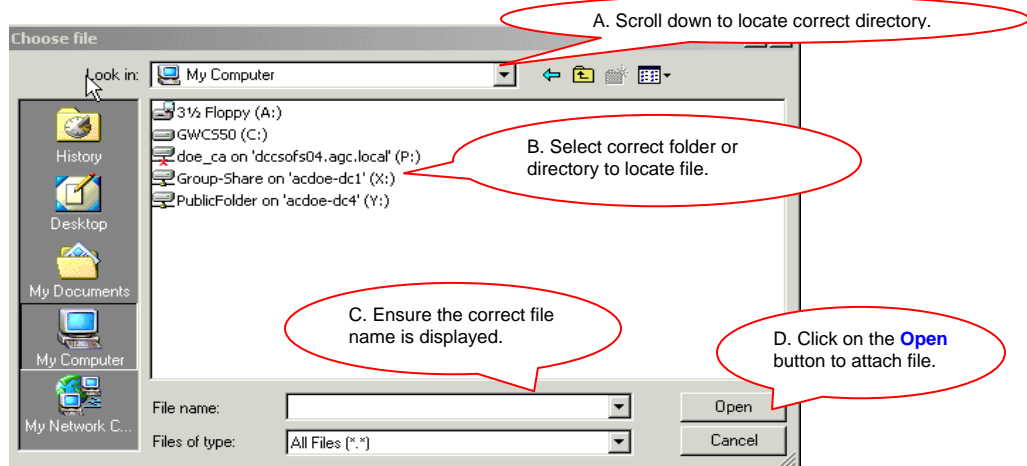 A. Scroll down to locate correct directory.
Choose file
Look in:
My Computer
History
Desktop
My Documents
My Computer
My Network C...
3½ Floppy (A:)
GWCS50 (C:)
doe_ca on 'dccsofs04.agc.local' (P:)
Group-Share on 'acdoe-dc1' (X:)
PublicFolder on 'acdoe-dc4' (Y:)
B. Select correct folder or
directory to locate file.
C. Ensure the correct file
name is displayed.
D. Click on the Open
button to attach file.
File name:
Open
Files of type:
All Files (*.*)
Cancel